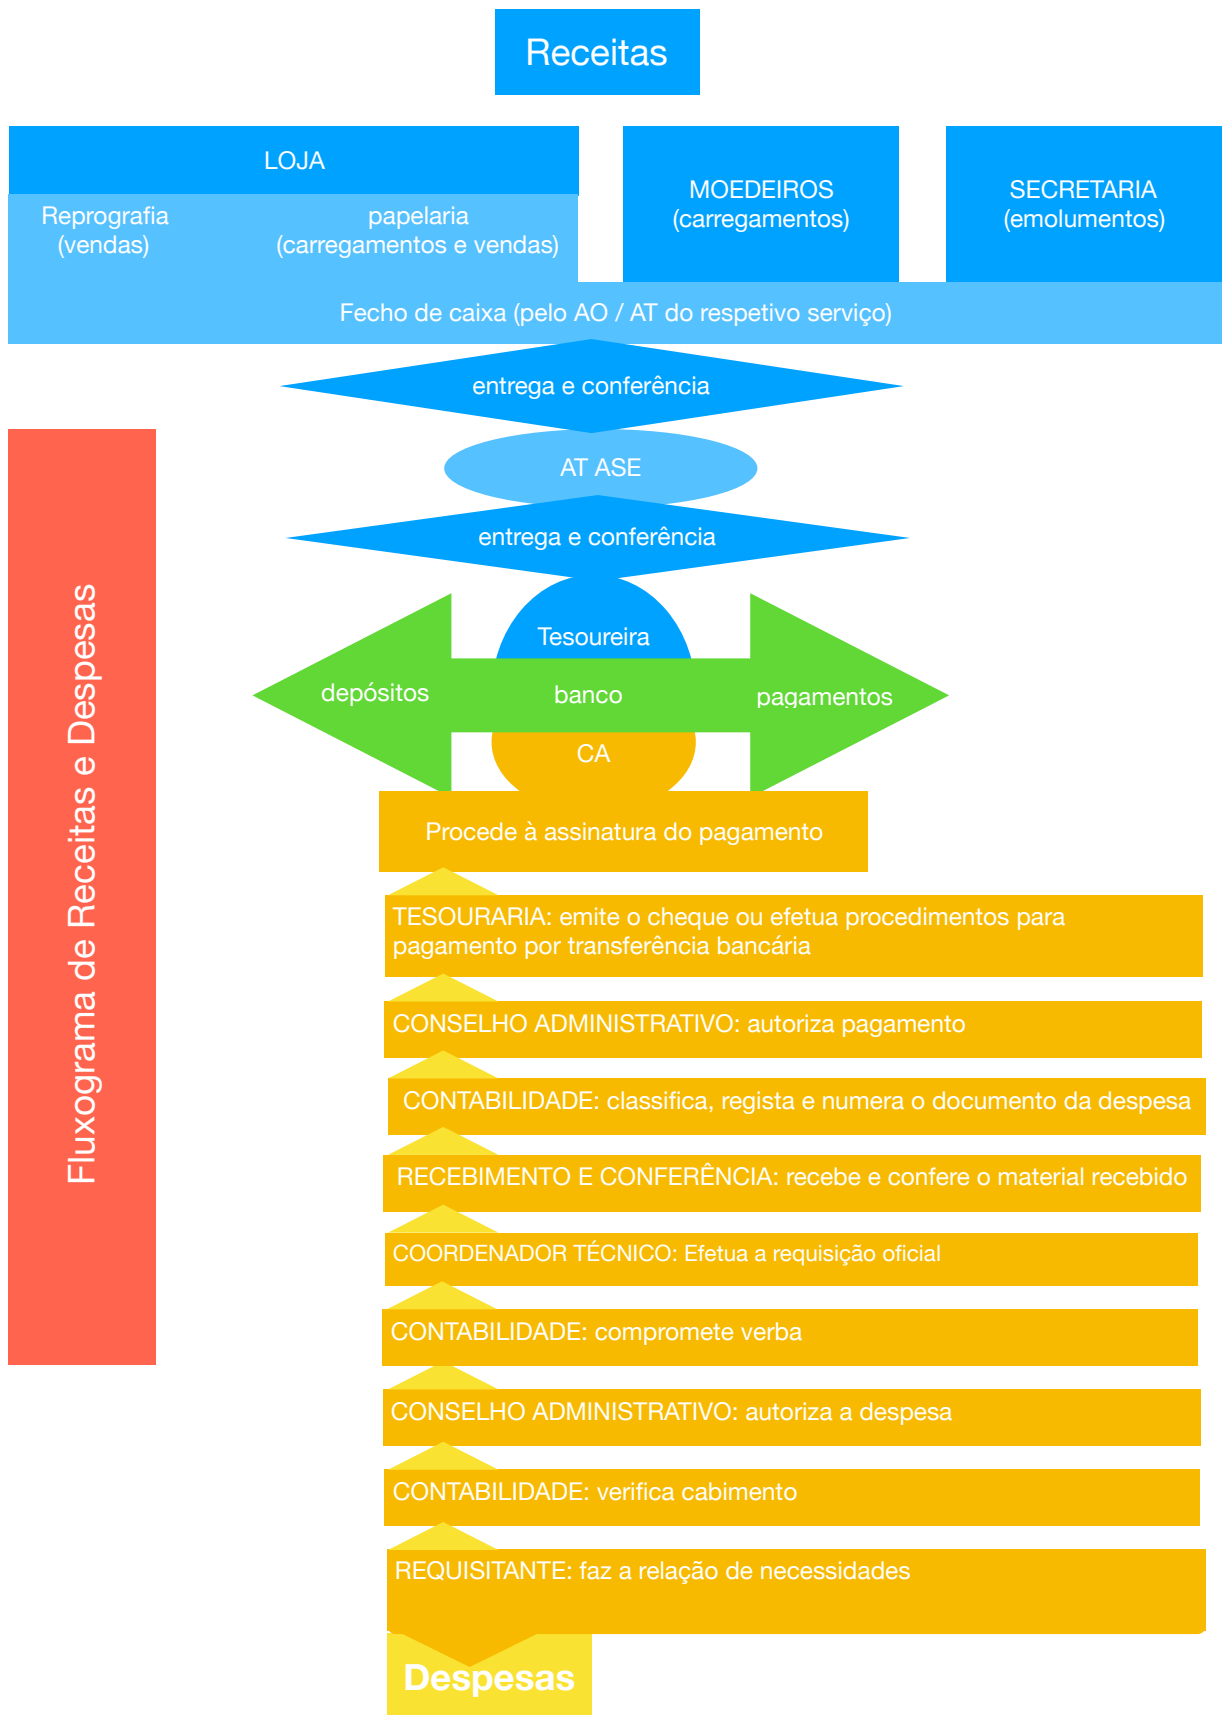 Receitas
LOJA
Reprografia
(vendas)
papelaria
(carregamentos e vendas)
MOEDEIROS
(carregamentos)
SECRETARIA
(emolumentos)
Fecho de caixa (pelo AO / AT do respetivo serviço)
entrega e conferência
AT ASE
entrega e conferência
Tesoureira
depósitos
banco
pagamentos
CA
Procede à assinatura do pagamento
TESOURARIA: emite o cheque ou efetua procedimentos para
pagamento por transferência bancária
CONSELHO ADMINISTRATIVO: autoriza pagamento
CONTABILIDADE: classifica, regista e numera o documento da despesa
RECEBIMENTO E CONFERÊNCIA: recebe e confere o material recebido
COORDENADOR TÉCNICO: Efetua a requisição oficial
CONTABILIDADE: compromete verba
CONSELHO ADMINISTRATIVO: autoriza a despesa
CONTABILIDADE: verifica cabimento
REQUISITANTE: faz a relação de necessidades
Despesas
Fluxograma de Receitas e Despesas